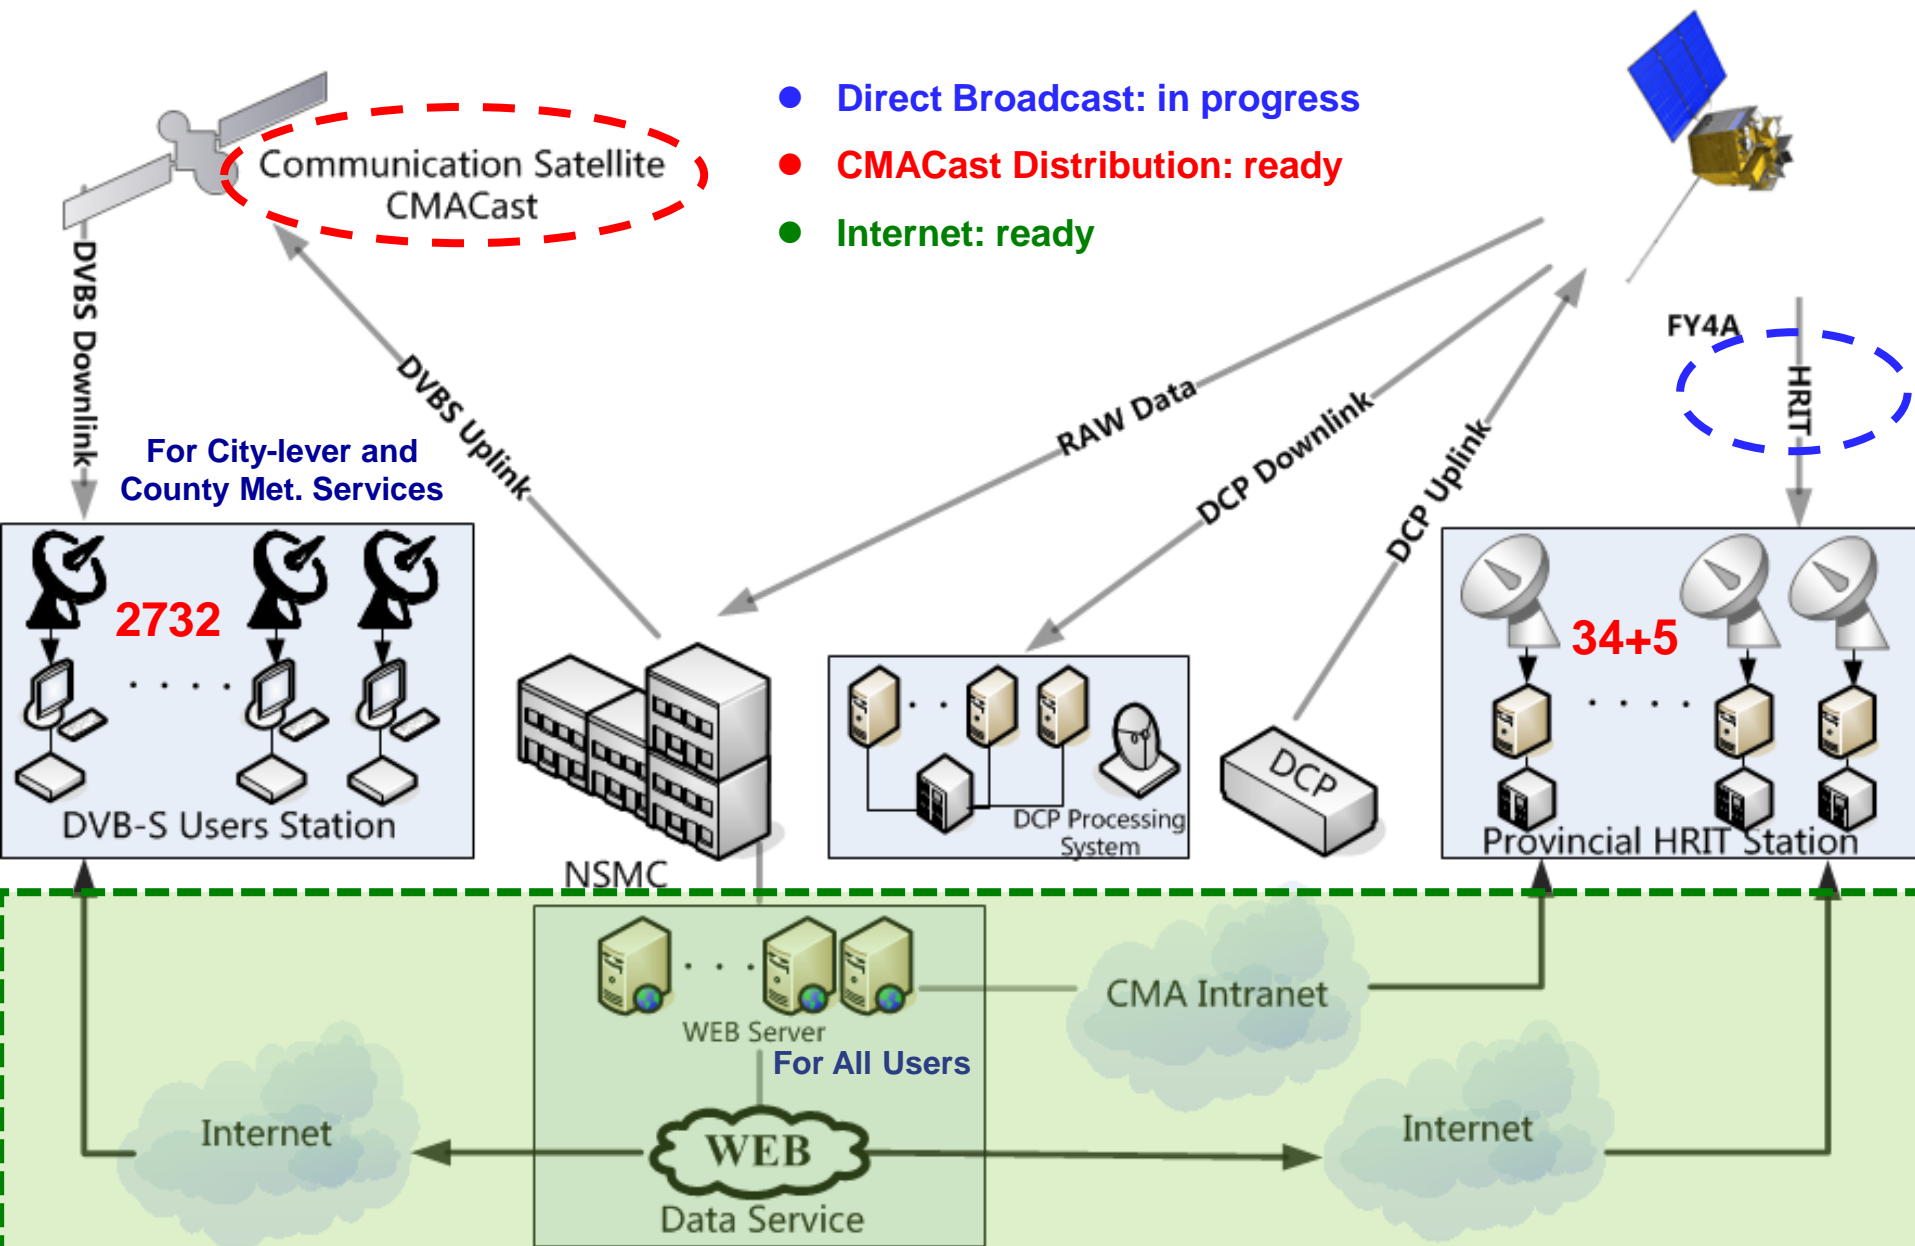 Direct Broadcast: in progress
Communication Satellite
CMACast
CMACast Distribution: ready
Internet: ready
DVBS Downlink
DVBS Uplink
RAW Data
DCP Downlink
DCP Uplink
FY4A
HRIT
For City-lever and
County Met. Services
2732
34+5
DCP
DVB-S Users Station
DCP Processing
System
Provincial HRIT Station
NSMC
WEB Server
CMA Intranet
For All Users
Internet
WEB
Internet
Data Service